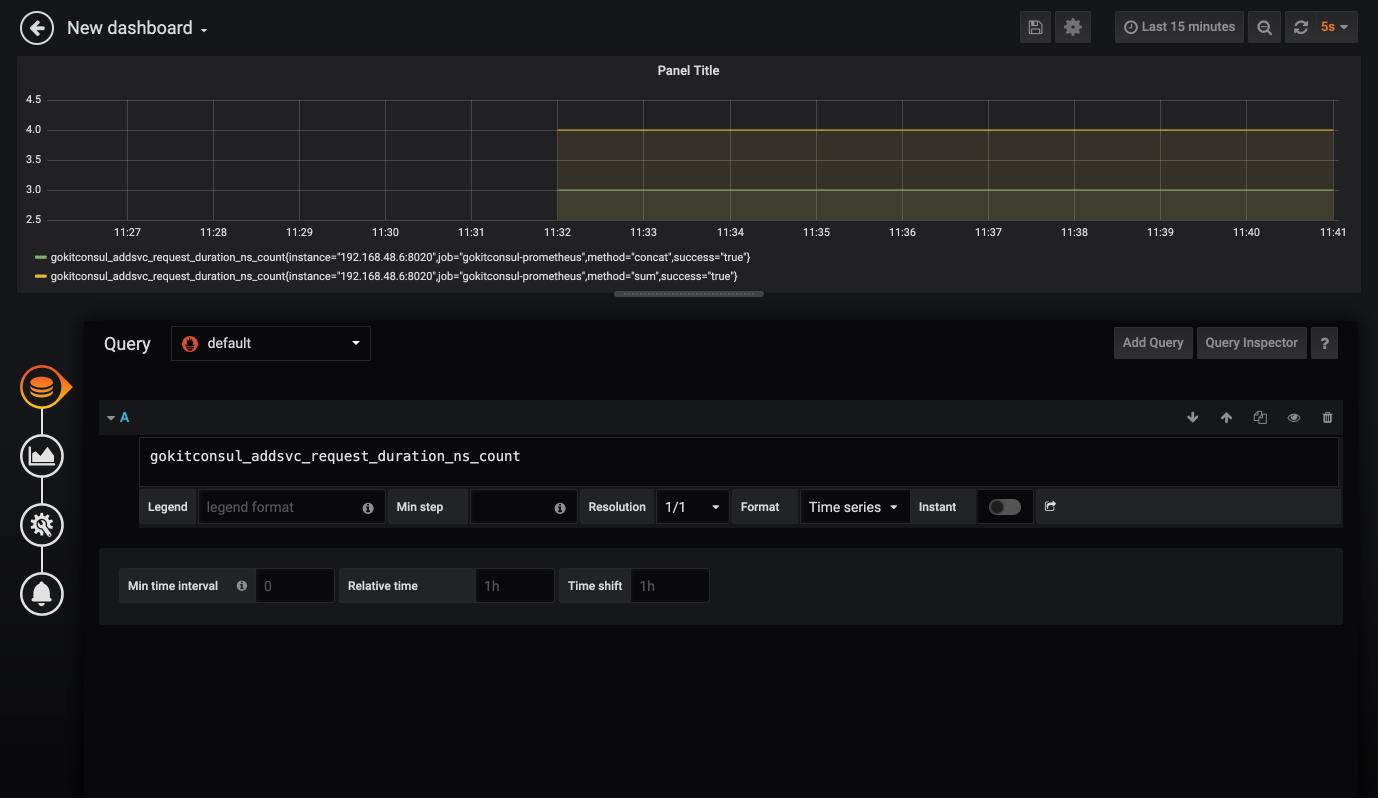 New dashboard
Last 15 minutes
5s
Panel Title
4.5
4.0
3.5
3.0
2.5
11:27 11:28 11:29 11:30 11:31 11:32 11:33 11:34 11:35 11:36 11:37 11:38 11:39 11:40 11:41
gokitconsul_addsvc_request_duration_ns_count{instance="192.168.48.6:8020",job="gokitconsul-prometheus",method="concat",success="true"}
gokitconsul_addsvc_request_duration_ns_count{instance="192.168.48.6:8020",job="gokitconsul-prometheus",method="sum",success="true"}
Query default Add Query Query Inspector ?
A
gokitconsul_addsvc_request_duration_ns_count
Legend legend format Min step Resolution 1/1 Format Time series Instant
Min time interval 0 Relative time 1h Time shift 1h